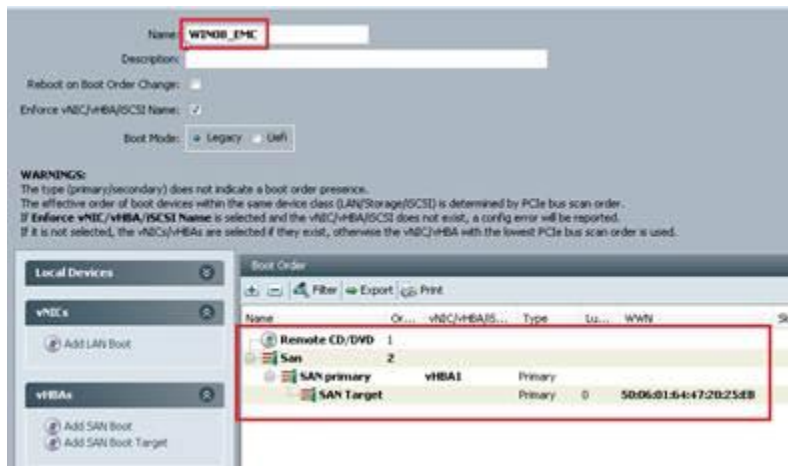 Name: WIN08_EMC
Description:
Reboot on Boot Order Change:
Enforce vNIC/vHBA/iSCSI Name:
Boot Mode: Legacy Uefi
WARNINGS:
The type (primary/secondary) does not indicate a boot order presence.
The effective order of boot devices within the same device class (LAN/Storage/iSCSI) is determined by PCIe bus scan order.
If Enforce vNIC/vHBA/iSCSI Name is selected and the vNIC/vHBA/iSCSI does not exist, a config error will be reported.
If it is not selected, the vNICs/vHBAs are selected if they exist, otherwise the vNIC/vHBA with the lowest PCIe bus scan order is used.
Local Devices
Boot Order
Filter Export Print
vNICs
Name Or... vNIC/vHBA/iS... Type Lu... WWN
Add LAN Boot
Remote CD/DVD 1
San 2
SAN primary vHBA1 Primary
vHBAs
SAN Target Primary 0 50:06:01:64:47:20:25:EB
Add SAN Boot
Add SAN Boot Target